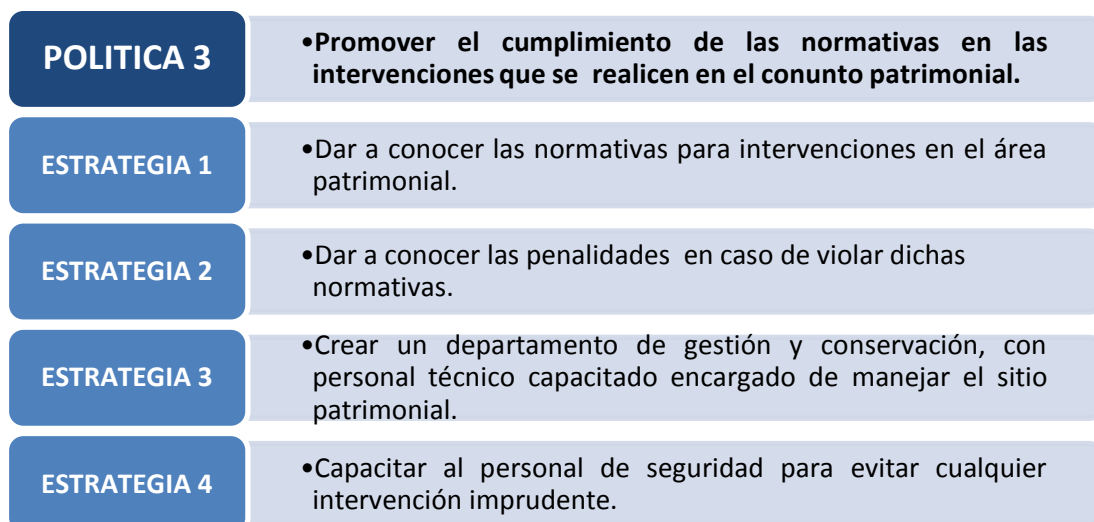 POLITICA 3
•Promover el cumplimiento de las normativas en las
intervenciones que se realicen en el conunto patrimonial.
ESTRATEGIA 1
•Dar a conocer las normativas para intervenciones en el área
patrimonial.
ESTRATEGIA 2
•Dar a conocer las penalidades en caso de violar dichas
normativas.
ESTRATEGIA 3
•Crear un departamento de gestión y conservación, con
personal técnico capacitado encargado de manejar el sitio
patrimonial.
ESTRATEGIA 4
•Capacitar al personal de seguridad para evitar cualquier
intervención imprudente.